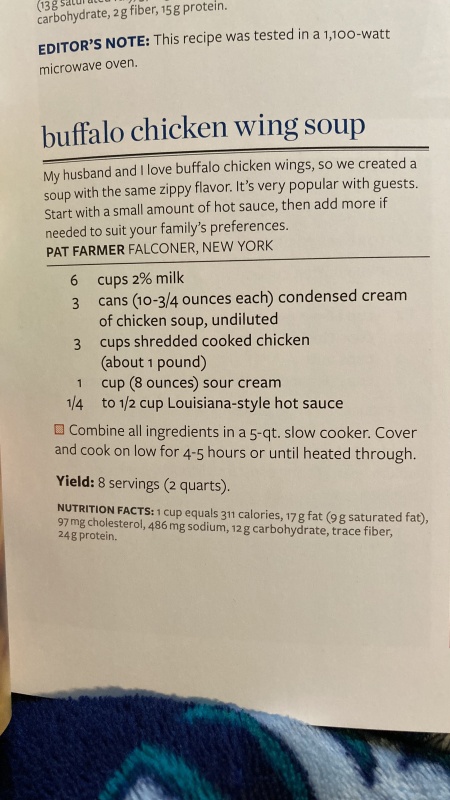 (13 g saturated
carbohydrate, 2 g fiber, 15 g protein.
EDITOR'S NOTE: This recipe was tested in a 1,100-watt
microwave oven.
buffalo chicken wing soup
My husband and I love buffalo chicken wings, so we created a
soup with the same zippy flavor. It's very popular with guests.
Start with a small amount of hot sauce, then add more if
needed to suit your family's preferences.
PAT FARMER FALCONER, NEW YORK
6 cups 2% milk
3 cans (10-3/4 ounces each) condensed cream
of chicken soup, undiluted
3 cups shredded cooked chicken
(about 1 pound)
1 cup (8 ounces) sour cream
1/4 to 1/2 cup Louisiana-style hot sauce
Combine all ingredients in a 5-qt. slow cooker. Cover
and cook on low for 4-5 hours or until heated through.
Yield: 8 servings (2 quarts).
NUTRITION FACTS: 1 cup equals 311 calories, 17 g fat (9 g saturated fat),
97 mg cholesterol, 486 mg sodium, 12 g carbohydrate, trace fiber,
24 g protein.